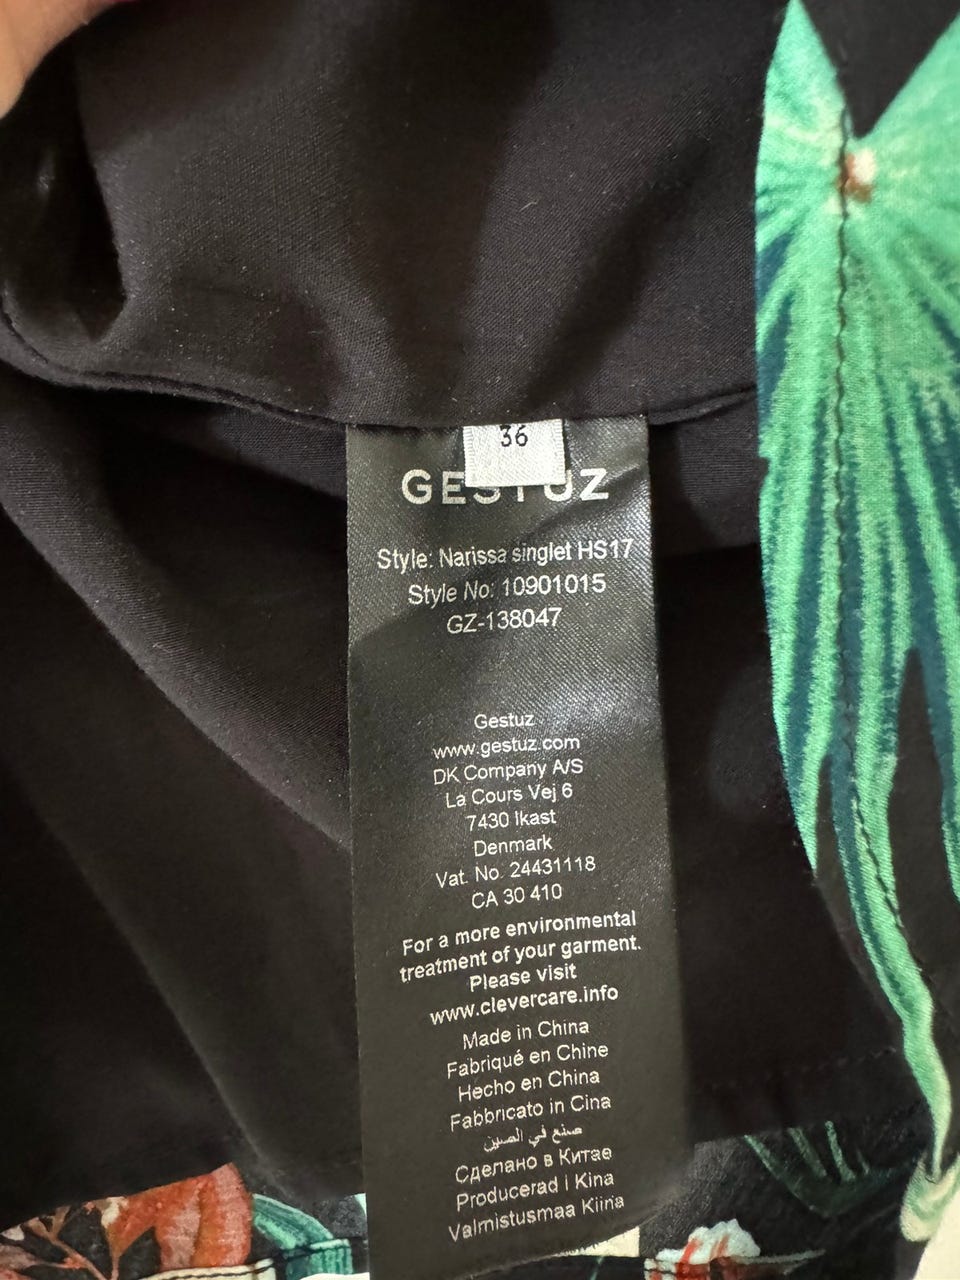 36
GESTUZ
Style: Narissa singlet HS17
Style No: 10901015
GZ-138047
Gestuz
www.gestuz.com
DK Company A/S
La Cours Vej 6
7430 Ikast
Denmark
Vat. No. 24431118
CA 30 410
For a more environmental
treatment of your garment.
Please visit
www.clevercare.info
Made in China
Fabriqué en Chine
Hecho en China
Fabbricato in Cina
صنع في الصين
Сделано в Китае
Producerad i Kina
Valmistusmaa Kiina